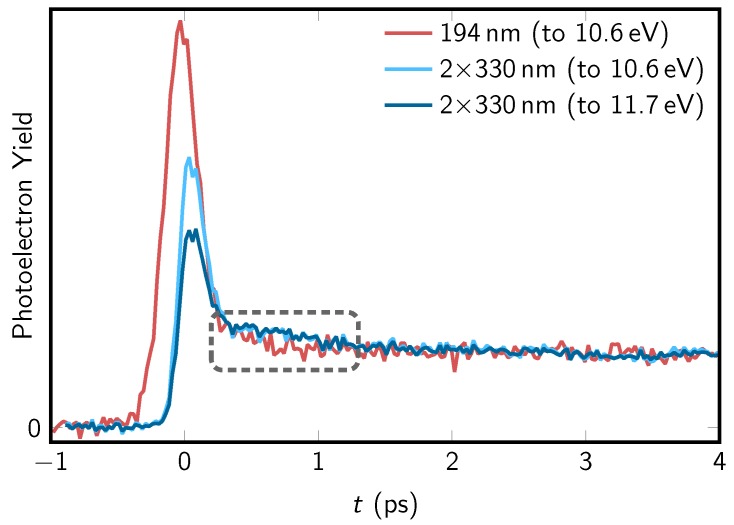 194 nm (to 10.6 eV)
2×330 nm (to 10.6 eV)
2×330 nm (to 11.7 eV)
Photoelectron Yield
0
−1 0 1 2 3 4
t (ps)